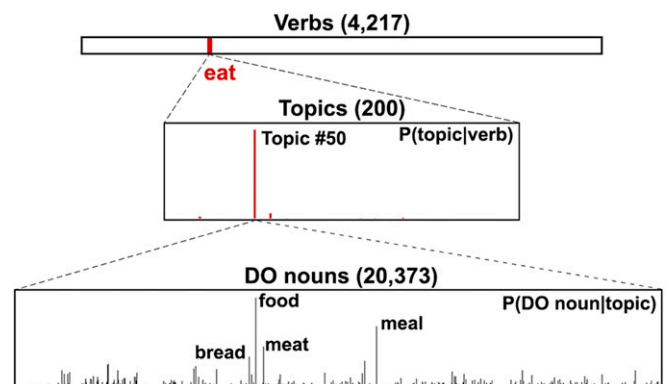 Verbs (4,217)
eat
Topics (200)
Topic #50 P(topic|verb)
DO nouns (20,373)
food P(DO noun|topic)
meal
bread meat